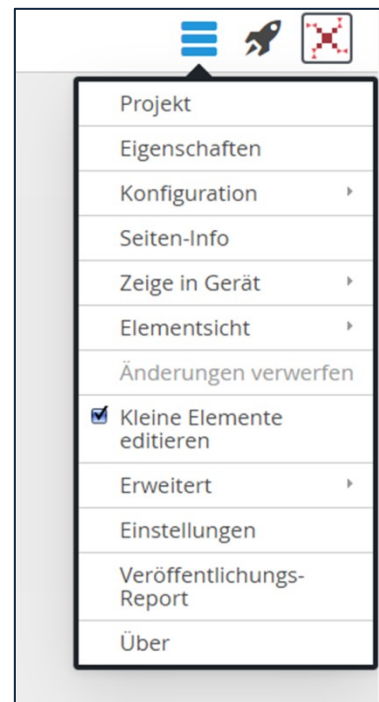 Projekt
Eigenschaften
Konfiguration
Seiten-Info
Zeige in Gerät
Elementsicht
Änderungen verwerfen
Kleine Elemente
editieren
Erweitert
Einstellungen
Veröffentlichungs-
Report
Über